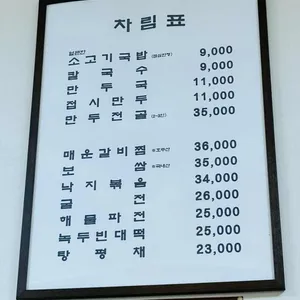 차림표
소고기국밥 9,000
칼국수 9,000
만두국 11,000
접시만두 11,000
만두전골 35,000
매운갈비찜 36,000
보쌈 35,000
낙지볶음 34,000
굴전 26,000
해물파전 25,000
녹두빈대떡 25,000
탕평채 23,000